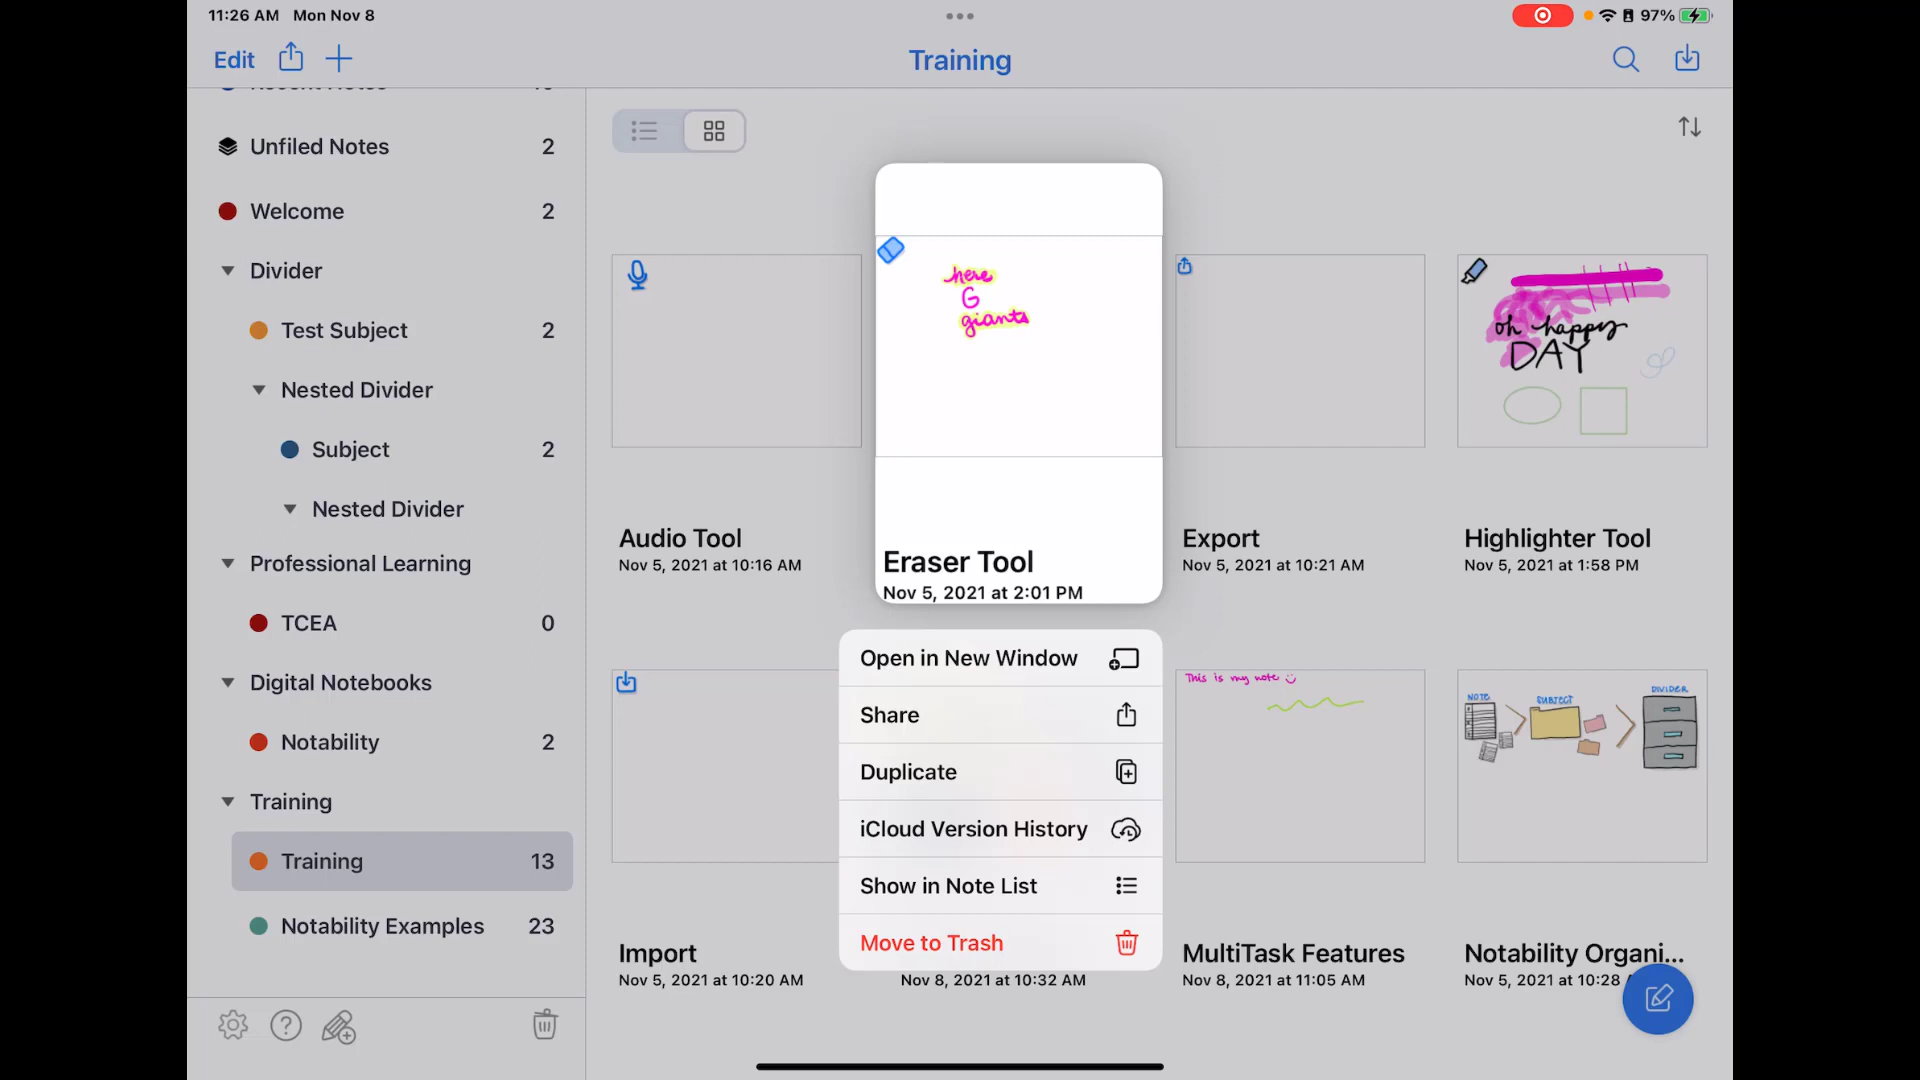 11:26 AM Mon Nov 8
97%
Edit
Training
Unfiled Notes 2
Welcome 2
Divider
Test Subject 2
Nested Divider
Subject 2
Nested Divider
Professional Learning
TCEA 0
Digital Notebooks
Notability 2
Training
Training 13
Notability Examples 23
here
G
giants
oh happy
DAY
Audio Tool
Nov 5, 2021 at 10:16 AM
Eraser Tool
Nov 5, 2021 at 2:01 PM
Export
Nov 5, 2021 at 10:21 AM
Highlighter Tool
Nov 5, 2021 at 1:58 PM
Open in New Window
Share
Duplicate
iCloud Version History
Show in Note List
Move to Trash
This is my note
NOTE
SUBJECT
DIVIDER
Import
Nov 5, 2021 at 10:20 AM
Nov 8, 2021 at 10:32 AM
MultiTask Features
Nov 8, 2021 at 11:05 AM
Notability Organi...
Nov 5, 2021 at 10:28